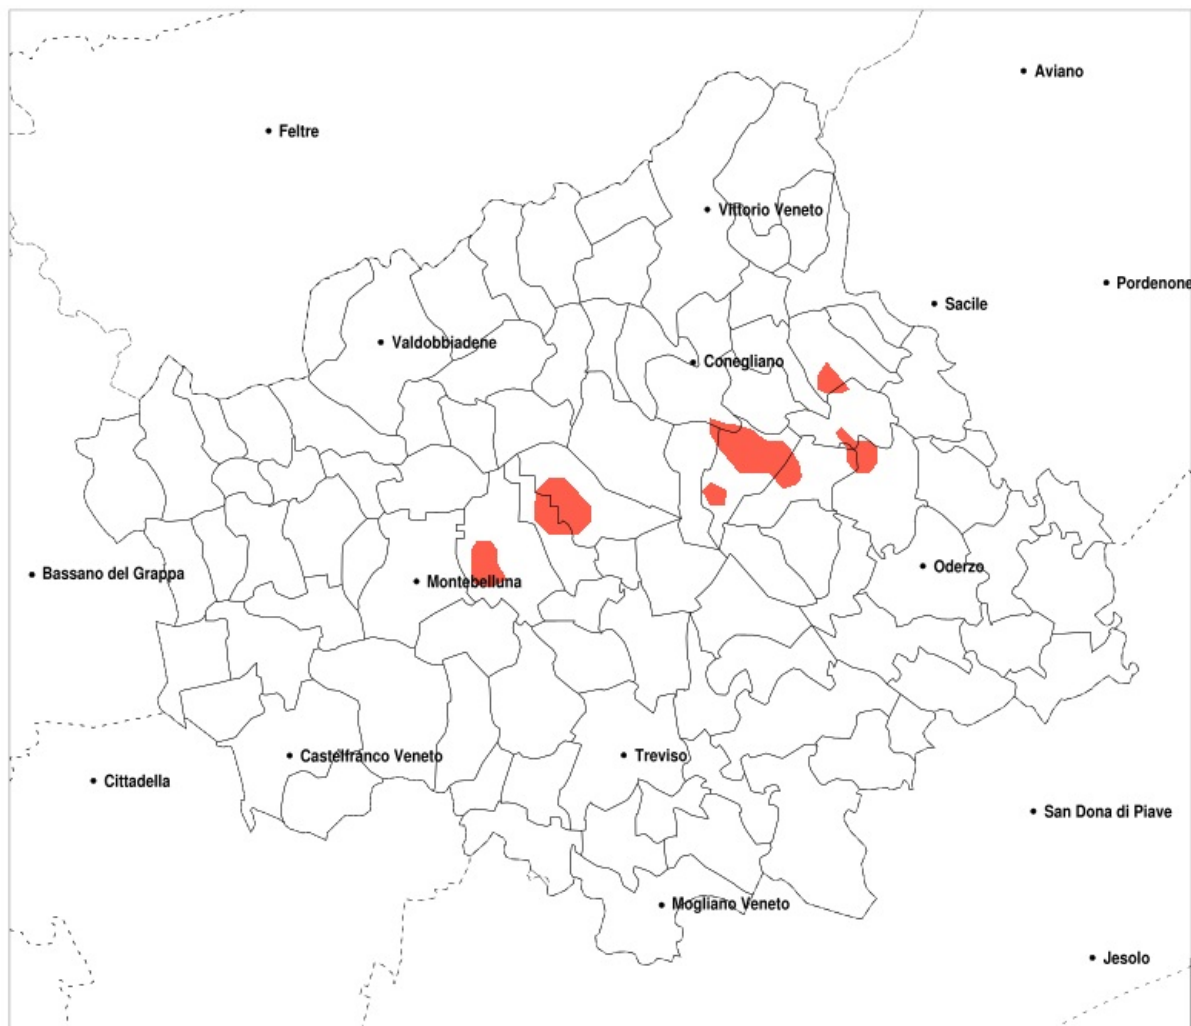 Aviano
Feltre
Vittorio Veneto
Pordenone
Sacile
Valdobbiadene
Conegliano
Oderzo
Bassano del Grappa
Montebelluna
Castelfranco Veneto
Treviso
Cittadella
San Dona di Piave
Mogliano Veneto
Jesolo